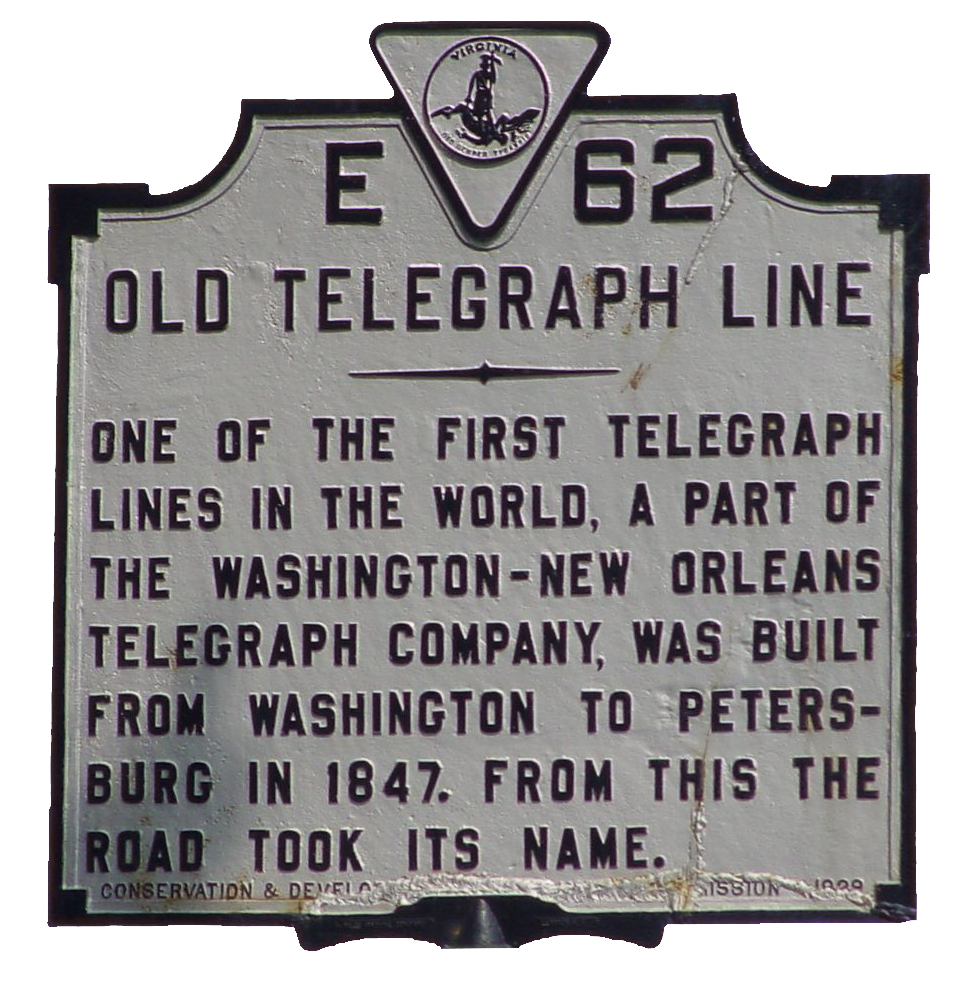 VIRGINIA
E 62
OLD TELEGRAPH LINE
ONE OF THE FIRST TELEGRAPH
LINES IN THE WORLD, A PART OF
THE WASHINGTON-NEW ORLEANS
TELEGRAPH COMPANY, WAS BUILT
FROM WASHINGTON TO PETERS-
BURG IN 1847. FROM THIS THE
ROAD TOOK ITS NAME.
CONSERVATION &